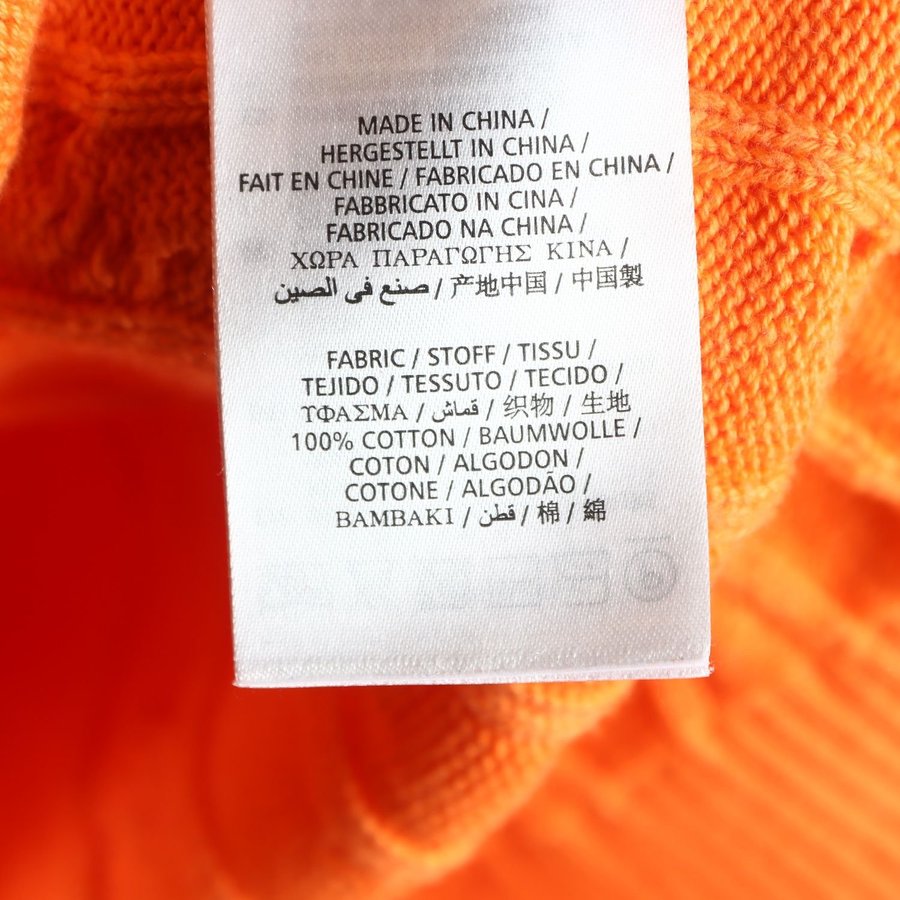 MADE IN CHINA /
HERGESTELLT IN CHINA /
FAIT EN CHINE / FABRICADO EN CHINA /
FABBRICATO IN CINA /
FABRICADO NA CHINA /
ΧΩΡΑ ΠΑΡΑΓΩΓΗΣ ΚΙΝΑ /
صنع في الصين / 产地中国 / 中国製
FABRIC / STOFF / TISSU /
TEJIDO / TESSUTO / TECIDO /
ΥΦΑΣΜΑ / قماش / 织物 / 生地
100% COTTON / BAUMWOLLE /
COTON / ALGODON /
COTONE / ALGODÃO /
ΒΑΜΒΑΚΙ / قطن / 棉 / 綿